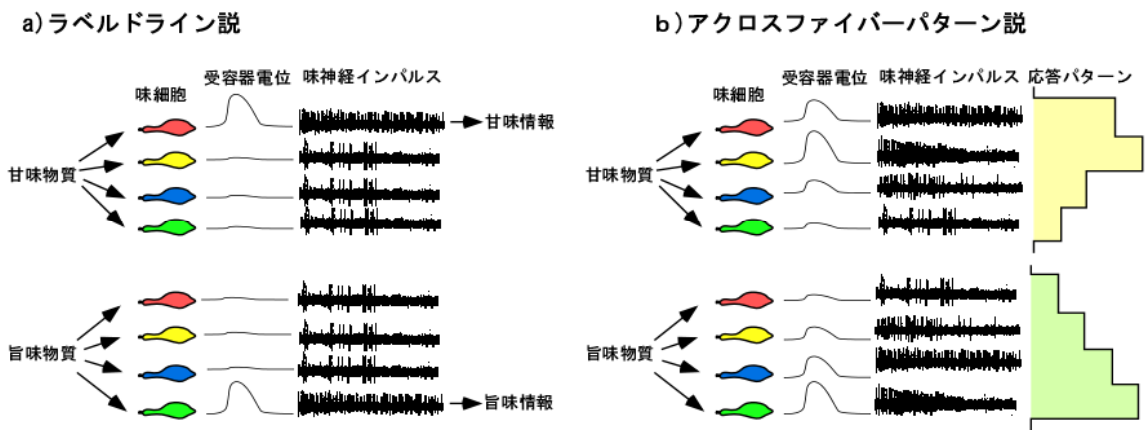 a)ラベルドライン説
受容器電位 味神経インパルス
味細胞
甘味物質
甘味情報
旨味物質
旨味情報
b)アクロスファイバーパターン説
受容器電位 味神経インパルス 応答パターン
味細胞
甘味物質
旨味物質